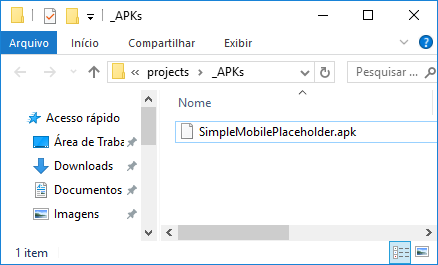 _APKs
Arquivo Início Compartilhar Exibir
« projects _APKs Pesquisar ...
Nome
Acesso rápido
SimpleMobilePlaceholder.apk
Área de Traba
Downloads
Documentos
Imagens
1 item